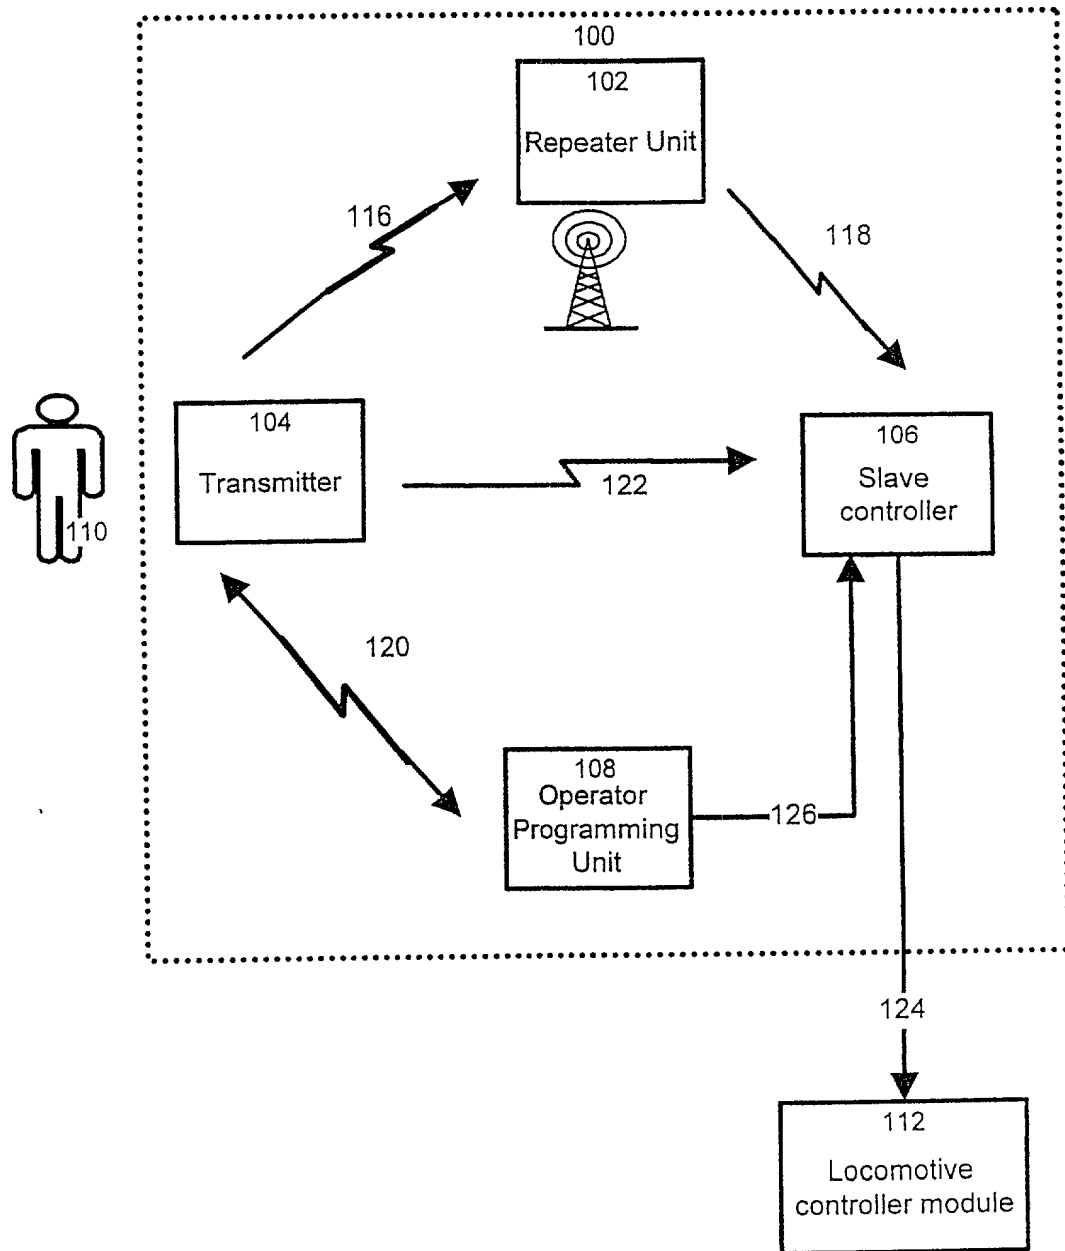 100
102
Repeater Unit
116
118
104
Transmitter
106
Slave
controller
122
110
120
108
Operator
Programming
Unit
126
124
112
Locomotive
controller module